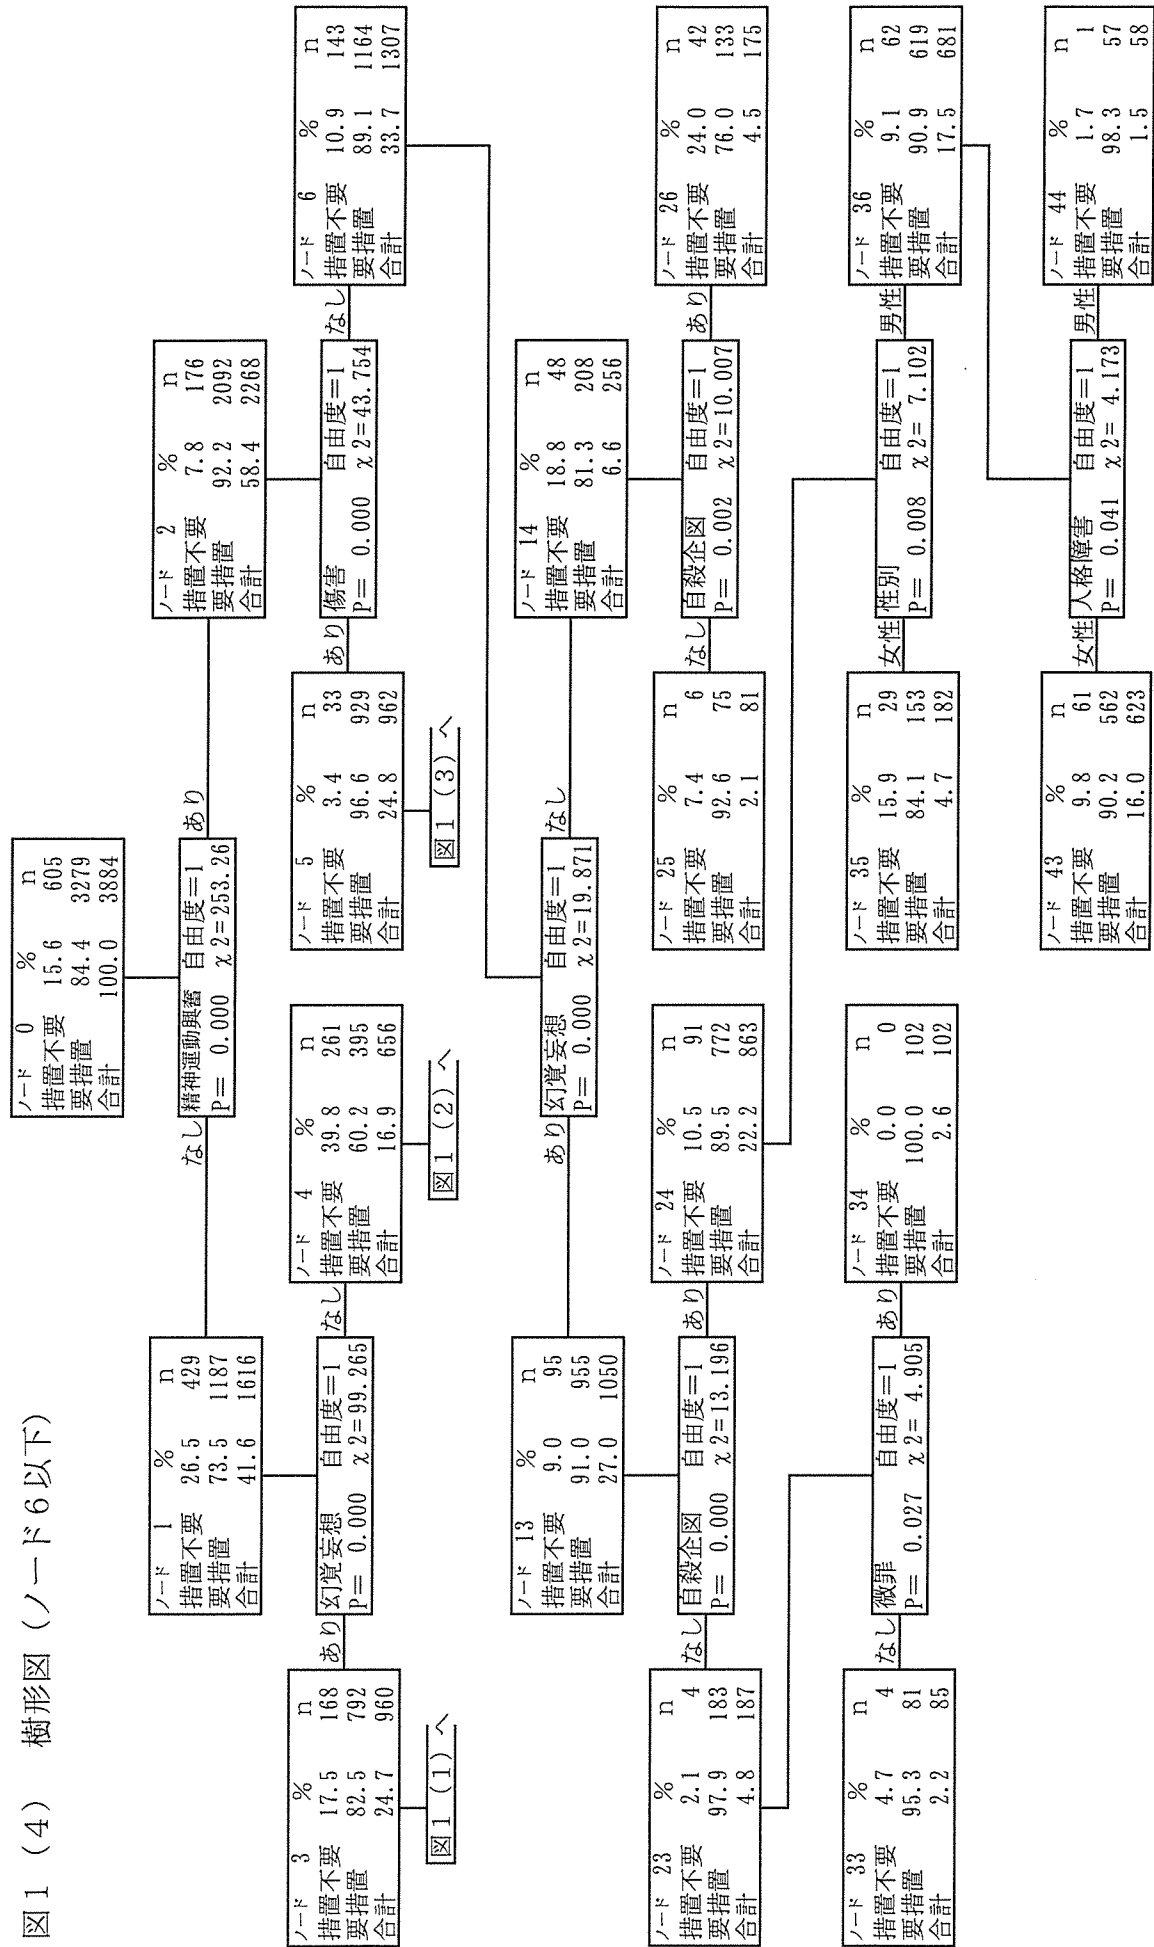 図1 (4) 樹形図 (ノード6以下)
ノード 0 % n
措置不要 15.6 605
要措置 84.4 3279
合計 100.0 3884
精神運動興奮 自由度=1
P= 0.000 χ2=253.26
なし
あり
ノード 1 % n
措置不要 26.5 429
要措置 73.5 1187
合計 41.6 1616
ノード 2 % n
措置不要 7.8 176
要措置 92.2 2092
合計 58.4 2268
幻覚妄想 自由度=1
P= 0.000 χ2=99.265
あり
なし
傷害 自由度=1
P= 0.000 χ2=43.754
あり
なし
ノード 3 % n
措置不要 17.5 168
要措置 82.5 792
合計 24.7 960
図1 (1) へ
ノード 4 % n
措置不要 39.8 261
要措置 60.2 395
合計 16.9 656
図1 (2) へ
ノード 5 % n
措置不要 3.4 33
要措置 96.6 929
合計 24.8 962
図1 (3) へ
ノード 6 % n
措置不要 10.9 143
要措置 89.1 1164
合計 33.7 1307
幻覚妄想 自由度=1
P= 0.000 χ2=19.871
あり
なし
ノード 13 % n
措置不要 9.0 95
要措置 91.0 955
合計 27.0 1050
ノード 14 % n
措置不要 18.8 48
要措置 81.3 208
合計 6.6 256
自殺企図 自由度=1
P= 0.000 χ2=13.196
なし
あり
自殺企図 自由度=1
P= 0.002 χ2=10.007
なし
あり
ノード 23 % n
措置不要 2.1 4
要措置 97.9 183
合計 4.8 187
ノード 24 % n
措置不要 10.5 91
要措置 89.5 772
合計 22.2 863
ノード 25 % n
措置不要 7.4 6
要措置 92.6 75
合計 2.1 81
ノード 26 % n
措置不要 24.0 42
要措置 76.0 133
合計 4.5 175
微罪 自由度=1
P= 0.027 χ2= 4.905
なし
あり
性別 自由度=1
P= 0.008 χ2= 7.102
女性
男性
ノード 33 % n
措置不要 4.7 4
要措置 95.3 81
合計 2.2 85
ノード 34 % n
措置不要 0.0 0
要措置 100.0 102
合計 2.6 102
ノード 35 % n
措置不要 15.9 29
要措置 84.1 153
合計 4.7 182
ノード 36 % n
措置不要 9.1 62
要措置 90.9 619
合計 17.5 681
人格障害 自由度=1
P= 0.041 χ2= 4.173
女性
男性
ノード 43 % n
措置不要 9.8 61
要措置 90.2 562
合計 16.0 623
ノード 44 % n
措置不要 1.7 1
要措置 98.3 57
合計 1.5 58